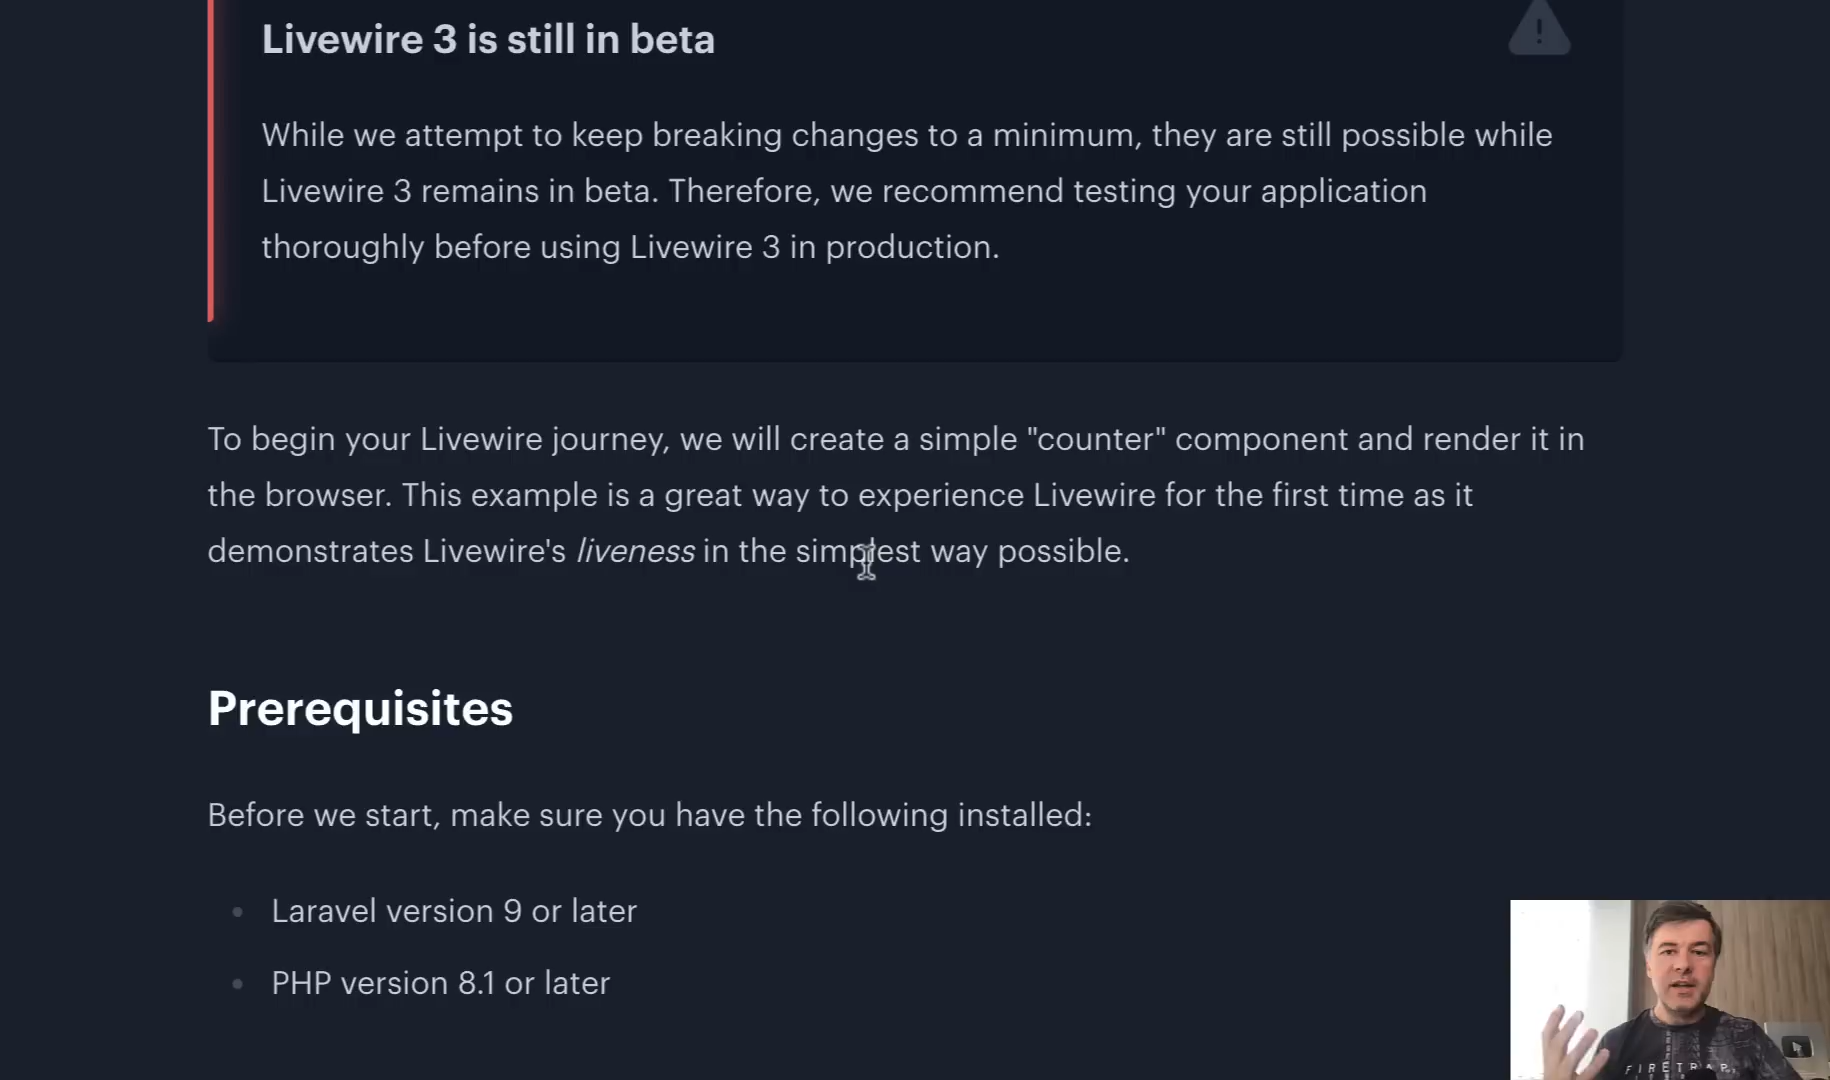 Livewire 3 is still in beta
While we attempt to keep breaking changes to a minimum, they are still possible while
Livewire 3 remains in beta. Therefore, we recommend testing your application
thoroughly before using Livewire 3 in production.
To begin your Livewire journey, we will create a simple "counter" component and render it in
the browser. This example is a great way to experience Livewire for the first time as it
demonstrates Livewire's liveness in the simplest way possible.
Prerequisites
Before we start, make sure you have the following installed:
Laravel version 9 or later
PHP version 8.1 or later
FIRETRAP